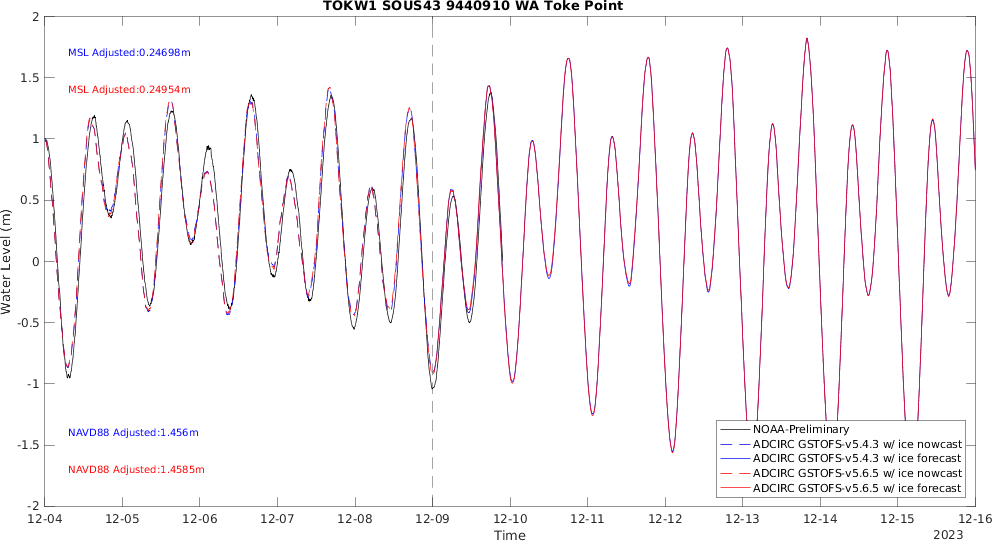 TOKW1 SOUS43 9440910 WA Toke Point
MSL Adjusted:0.24698m
MSL Adjusted:0.24954m
NAVD88 Adjusted:1.456m
NAVD88 Adjusted:1.4585m
Water Level (m)
2
1.5
1
0.5
0
-0.5
-1
-1.5
-2
NOAA-Preliminary
ADCIRC GSTOFS-v5.4.3 w/ ice nowcast
ADCIRC GSTOFS-v5.4.3 w/ ice forecast
ADCIRC GSTOFS-v5.6.5 w/ ice nowcast
ADCIRC GSTOFS-v5.6.5 w/ ice forecast
12-04 12-05 12-06 12-07 12-08 12-09 12-10 12-11 12-12 12-13 12-14 12-15 12-16
Time
2023